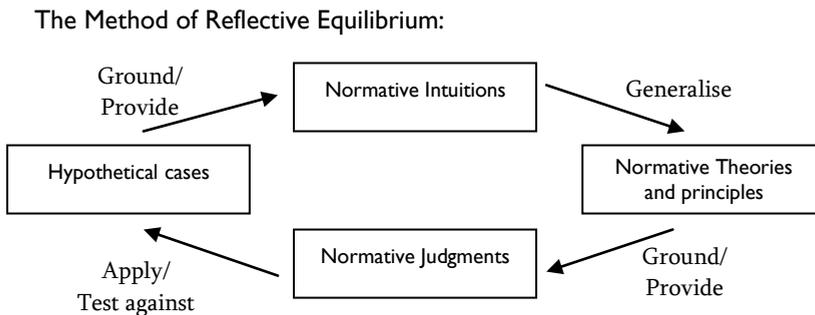 The Method of Reflective Equilibrium:
Ground/
Provide
Normative Intuitions
Generalise
Hypothetical cases
Normative Theories
and principles
Normative Judgments
Ground/
Provide
Apply/
Test against